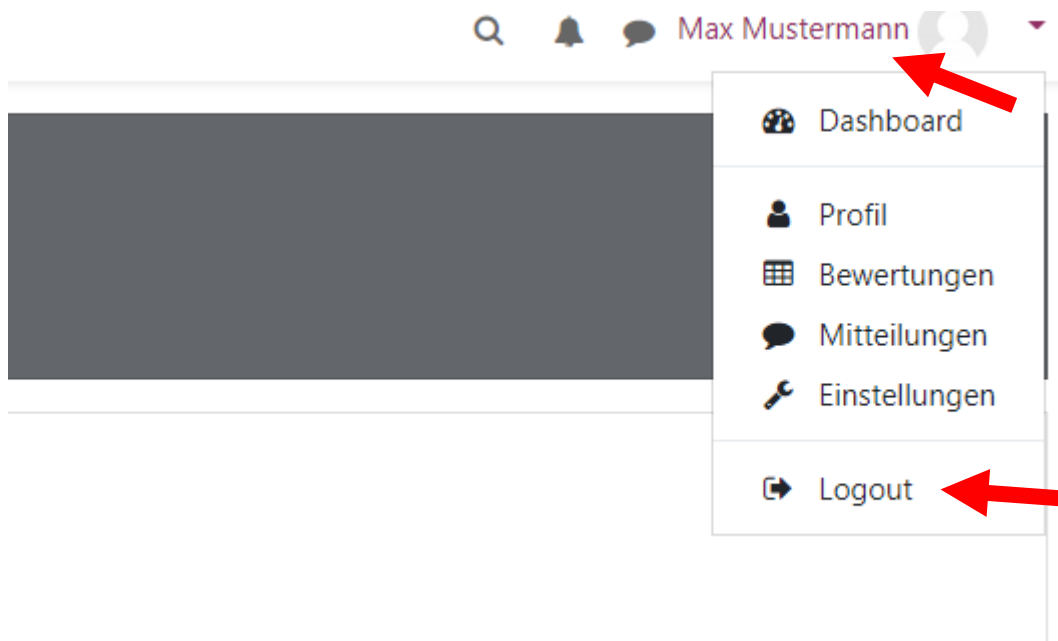 Max Mustermann
Dashboard
Profil
Bewertungen
Mitteilungen
Einstellungen
Logout